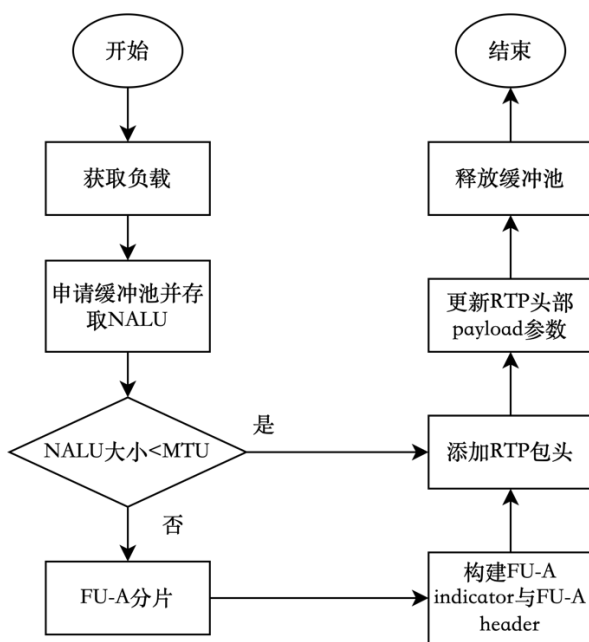 开始
获取负载
申请缓冲池并存
取NALU
NALU大小<MTU
是
否
FU-A分片
构建FU-A
indicator与FU-A
header
添加RTP包头
更新RTP头部
payload参数
释放缓冲池
结束